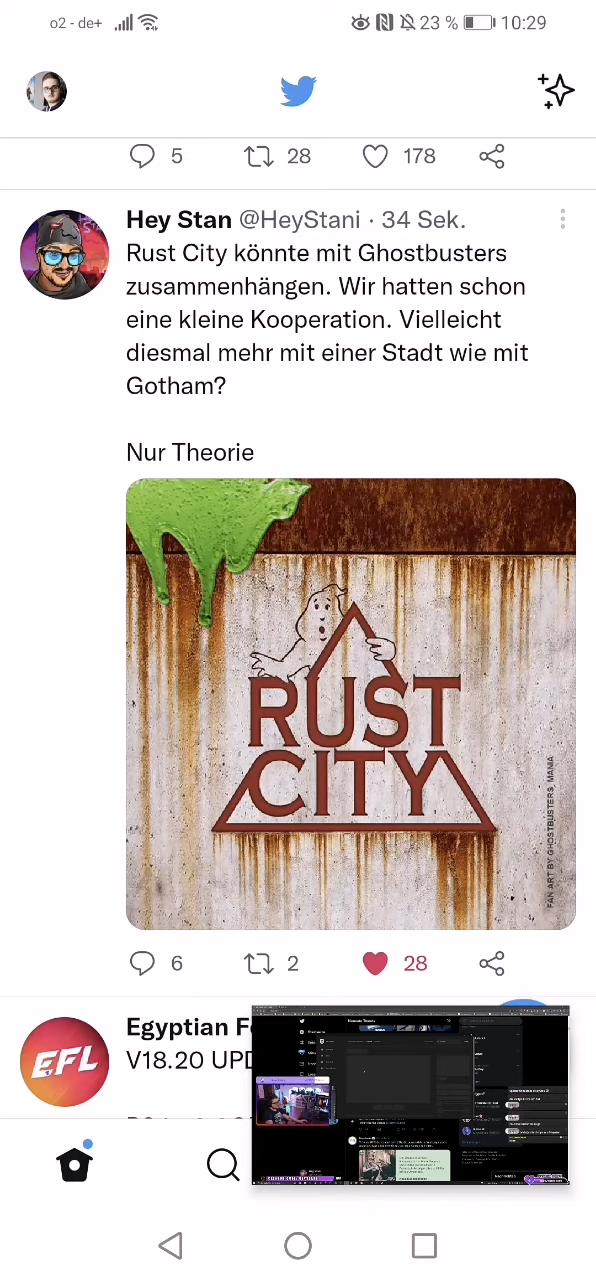 o2 - de+ 23 % 10:29
5 28 178
Hey Stan @HeyStani · 34 Sek.
Rust City könnte mit Ghostbusters
zusammenhängen. Wir hatten schon
eine kleine Kooperation. Vielleicht
diesmal mehr mit einer Stadt wie mit
Gotham?
Nur Theorie
RUST
CITY
FAN ART BY GHOSTBUSTERS_MANIA
6 2 28
Egyptian
EFL
V18.20